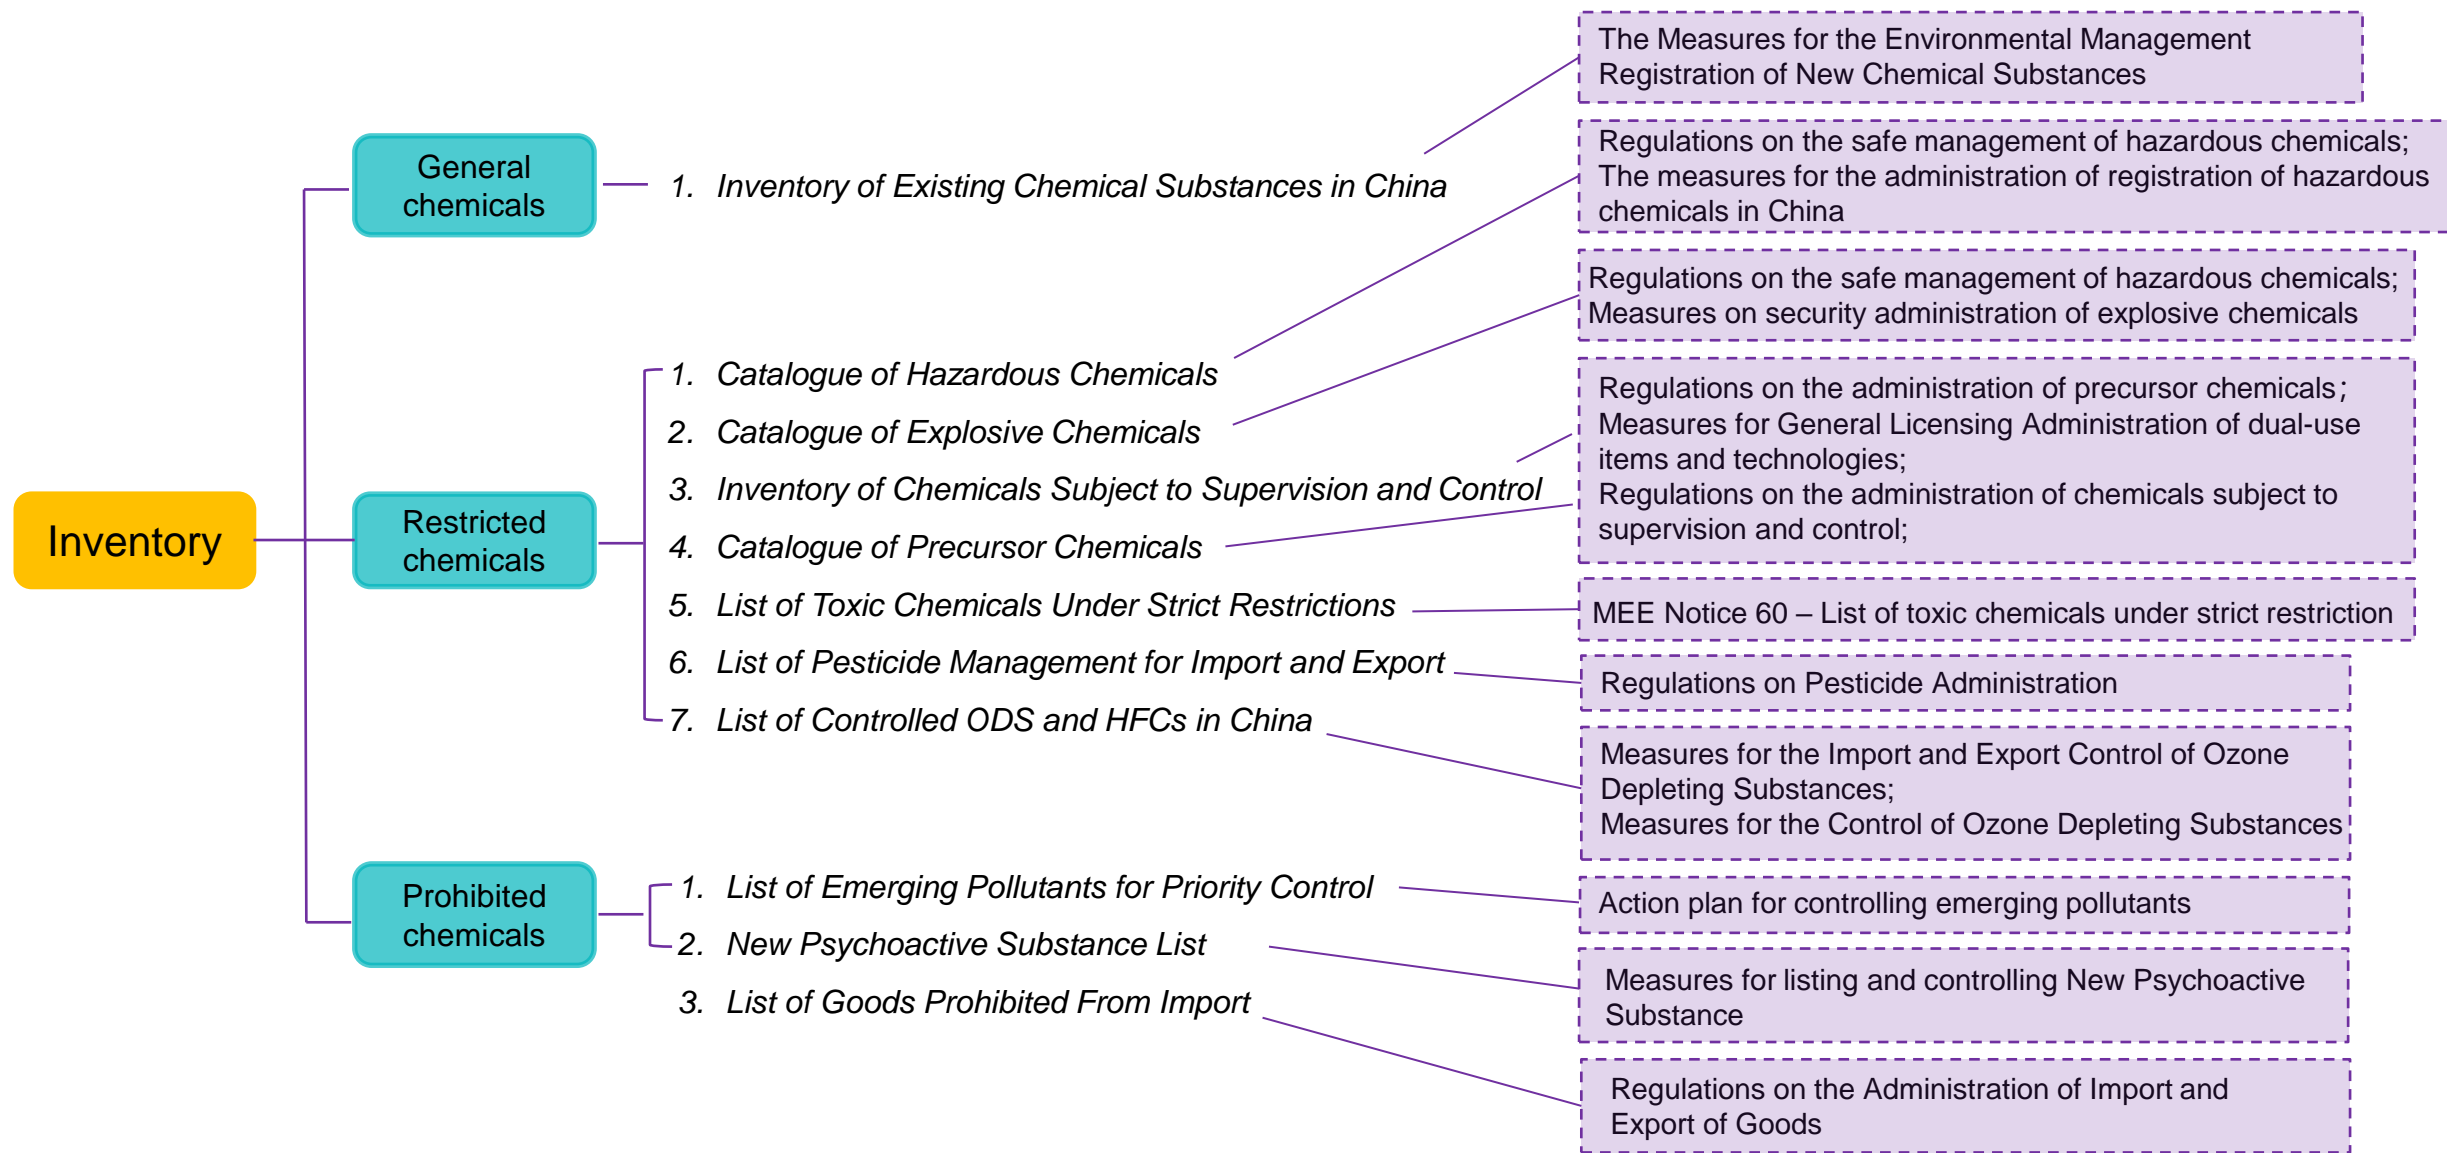 Inventory
General
chemicals
1. Inventory of Existing Chemical Substances in China
The Measures for the Environmental Management
Registration of New Chemical Substances
Restricted
chemicals
1. Catalogue of Hazardous Chemicals
2. Catalogue of Explosive Chemicals
3. Inventory of Chemicals Subject to Supervision and Control
4. Catalogue of Precursor Chemicals
5. List of Toxic Chemicals Under Strict Restrictions
6. List of Pesticide Management for Import and Export
7. List of Controlled ODS and HFCs in China
Regulations on the safe management of hazardous chemicals;
The measures for the administration of registration of hazardous
chemicals in China
Regulations on the safe management of hazardous chemicals;
Measures on security administration of explosive chemicals
Regulations on the administration of precursor chemicals;
Measures for General Licensing Administration of dual-use
items and technologies;
Regulations on the administration of chemicals subject to
supervision and control;
MEE Notice 60 – List of toxic chemicals under strict restriction
Regulations on Pesticide Administration
Measures for the Import and Export Control of Ozone
Depleting Substances;
Measures for the Control of Ozone Depleting Substances
Prohibited
chemicals
1. List of Emerging Pollutants for Priority Control
2. New Psychoactive Substance List
3. List of Goods Prohibited From Import
Action plan for controlling emerging pollutants
Measures for listing and controlling New Psychoactive
Substance
Regulations on the Administration of Import and
Export of Goods